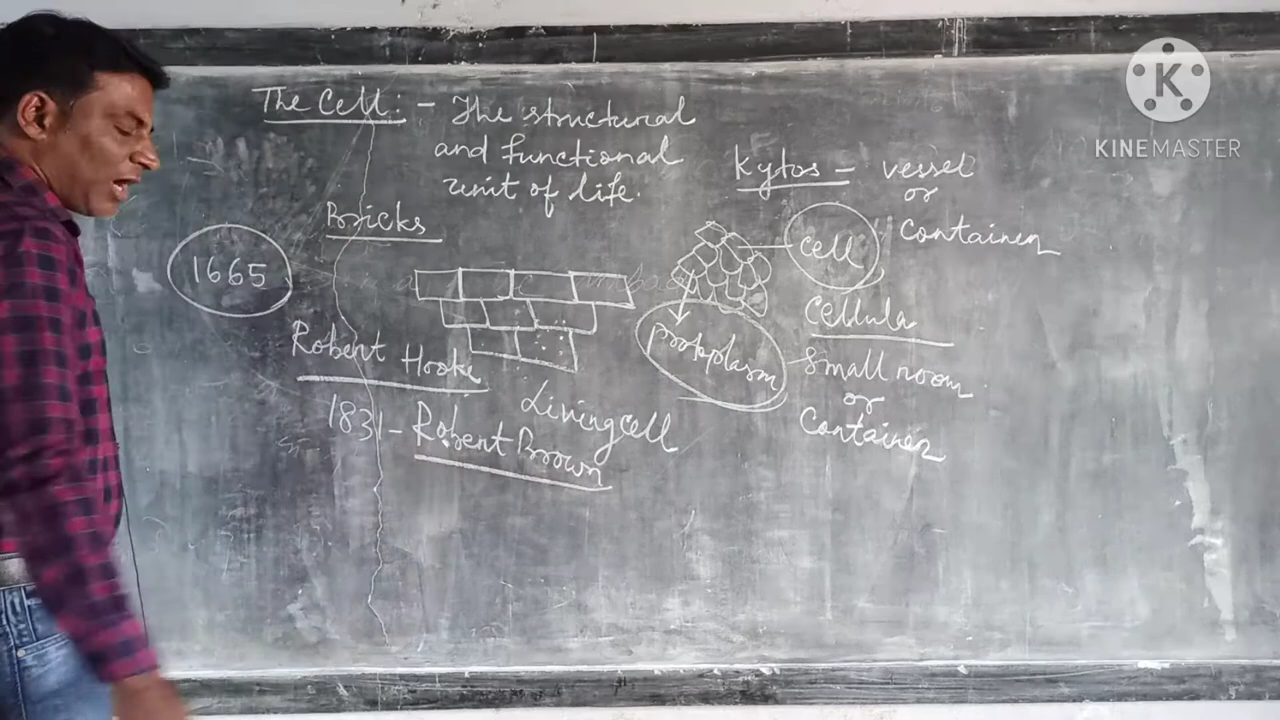 The Cell: - The structural
and functional
unit of life.
Kytos - vessel
or
Container
Bricks
1665
cell
Cellula
Robert Hooke
protoplasm
small room
or
Container
Living cell
1831 - Robert Brown
K
KINEMASTER